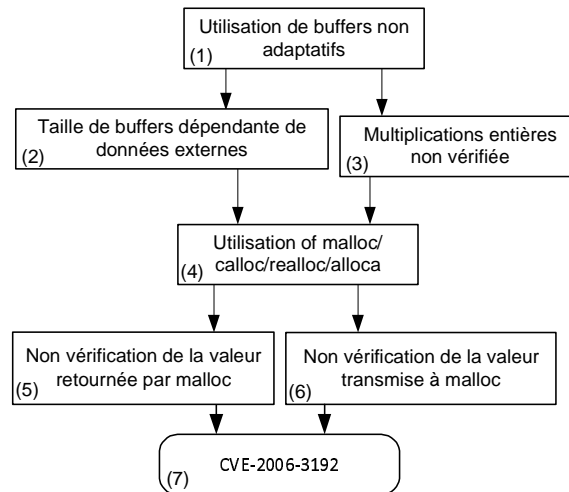 Utilisation de buffers non
adaptatifs
(1)
Taille de buffers dépendante de
données externes
(2)
Multiplications entières
non vérifiée
(3)
Utilisation of malloc/
calloc/realloc/alloca
(4)
Non vérification de la valeur
retournée par malloc
(5)
Non vérification de la valeur
transmise à malloc
(6)
CVE-2006-3192
(7)